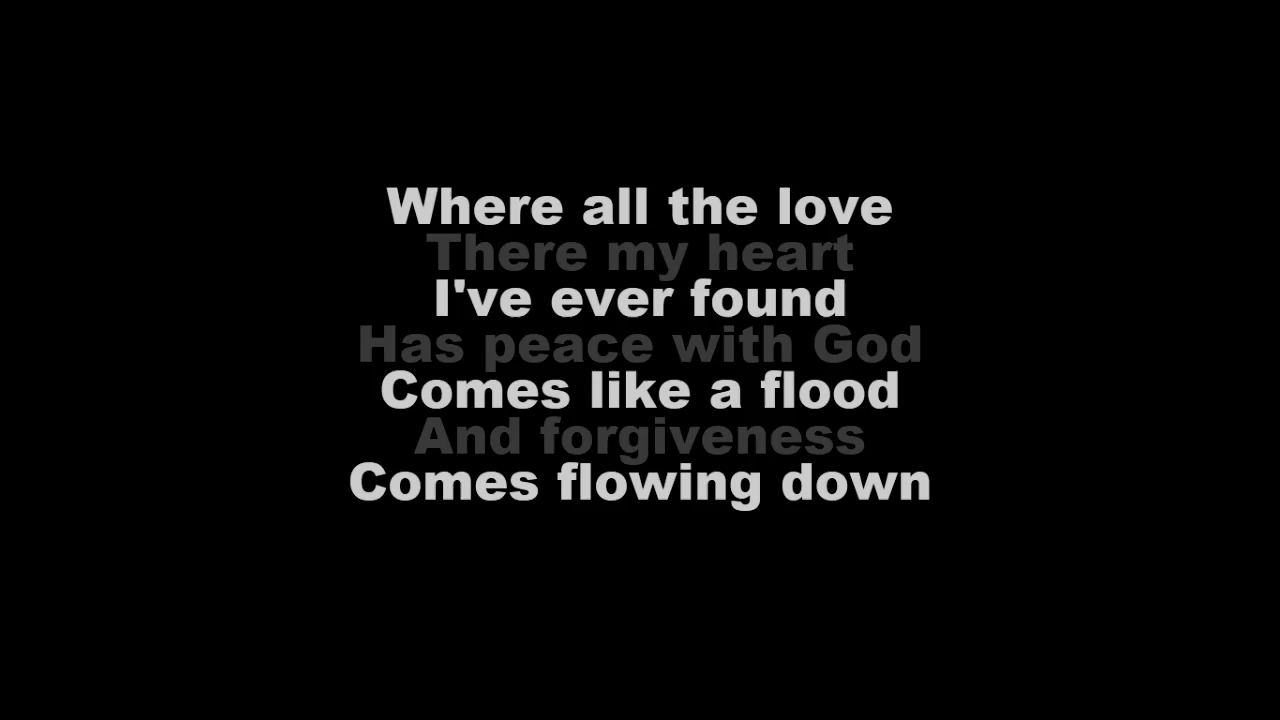 Where all the love
There my heart
I've ever found
Has peace with God
Comes like a flood
And forgiveness
Comes flowing down